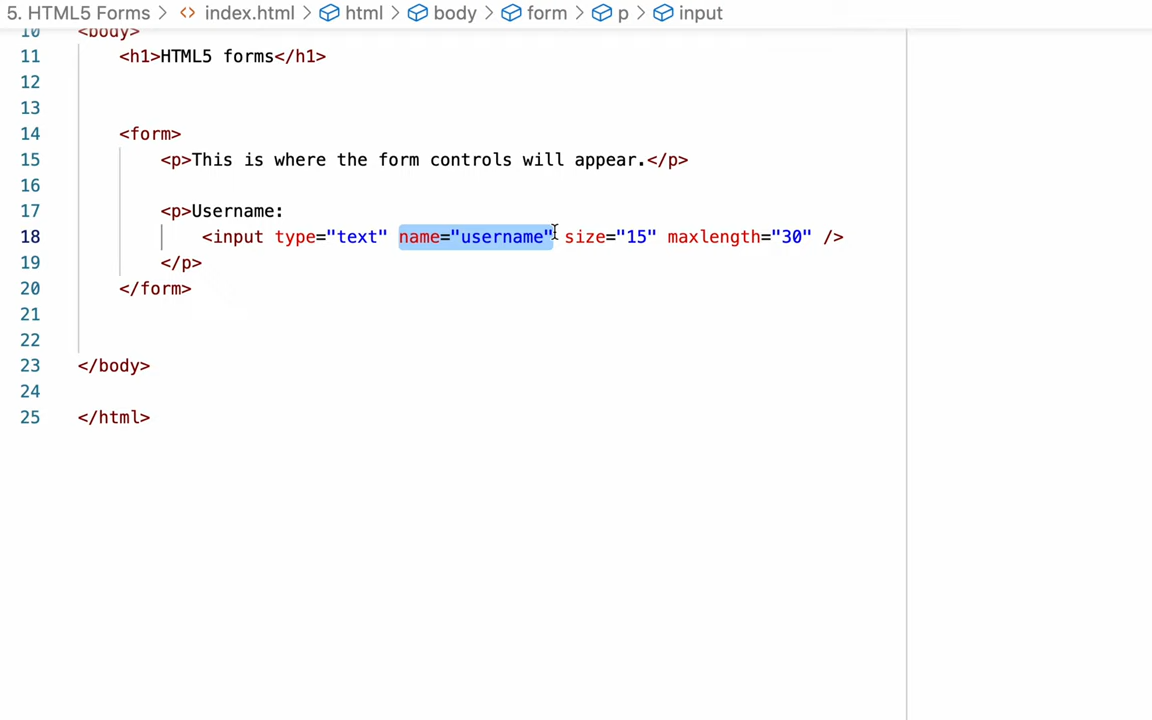 5. HTML5 Forms > <> index.html > html > body > form > p > input
10 <body>
11 <h1>HTML5 forms</h1>
12
13
14 <form>
15 <p>This is where the form controls will appear.</p>
16
17 <p>Username:
18 <input type="text" name="username" size="15" maxlength="30" />
19 </p>
20 </form>
21
22
23 </body>
24
25 </html>